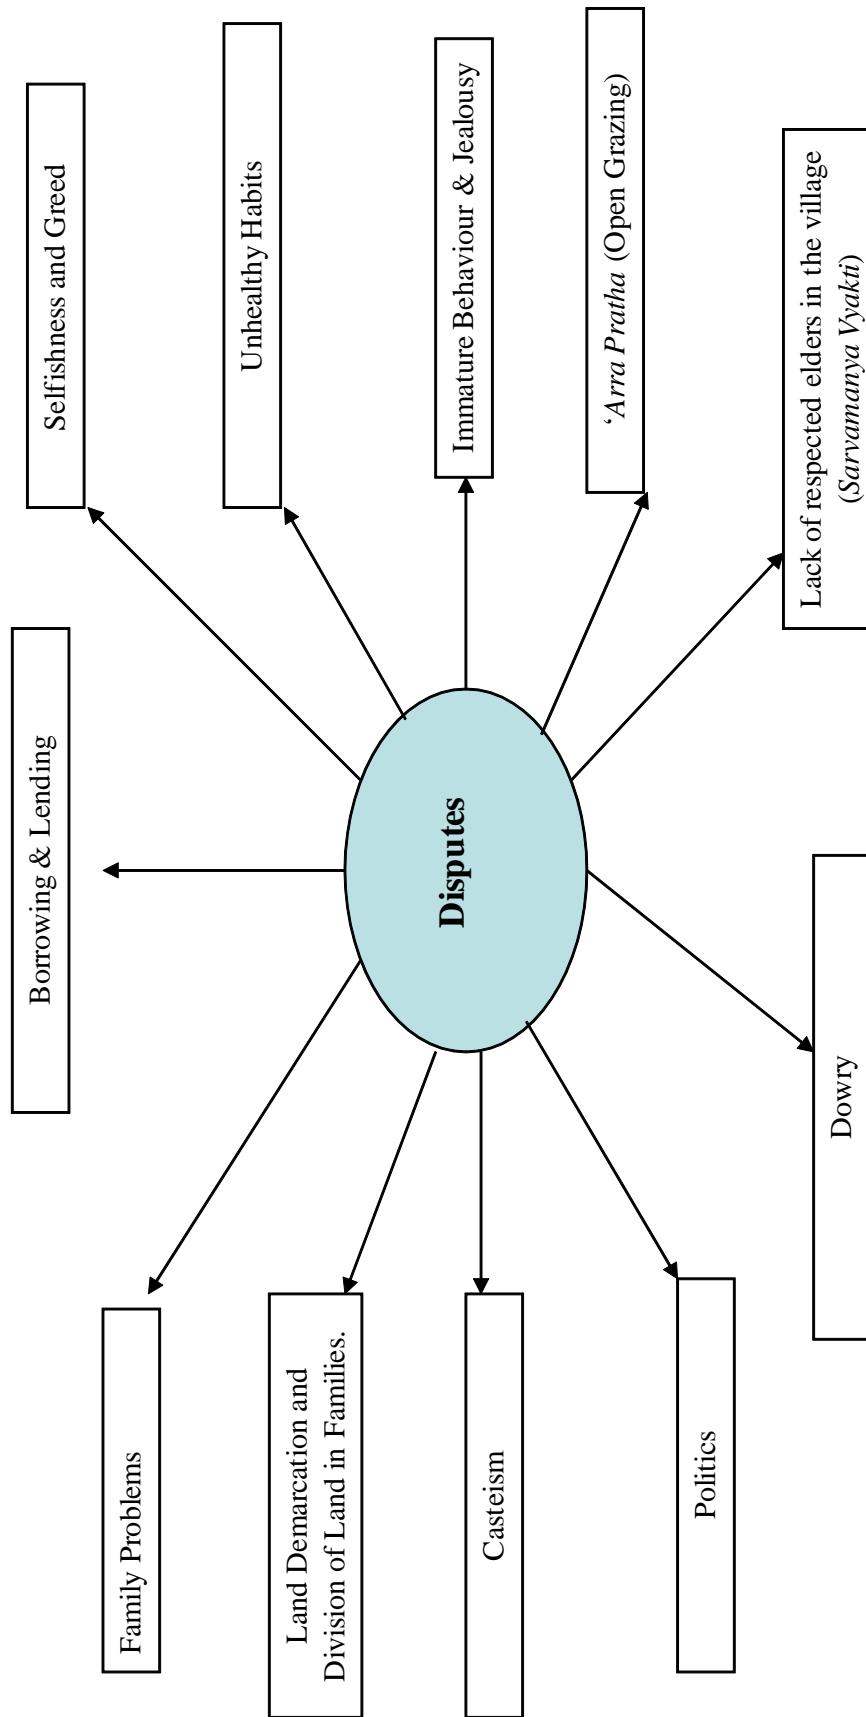 Borrowing & Lending
Family Problems
Selfishness and Greed
Land Demarcation and
Division of Land in Families.
Unhealthy Habits
Disputes
Casteism
Immature Behaviour & Jealousy
Politics
‘Arra Pratha (Open Grazing)
Dowry
Lack of respected elders in the village
(Sarvamanya Vyakti)